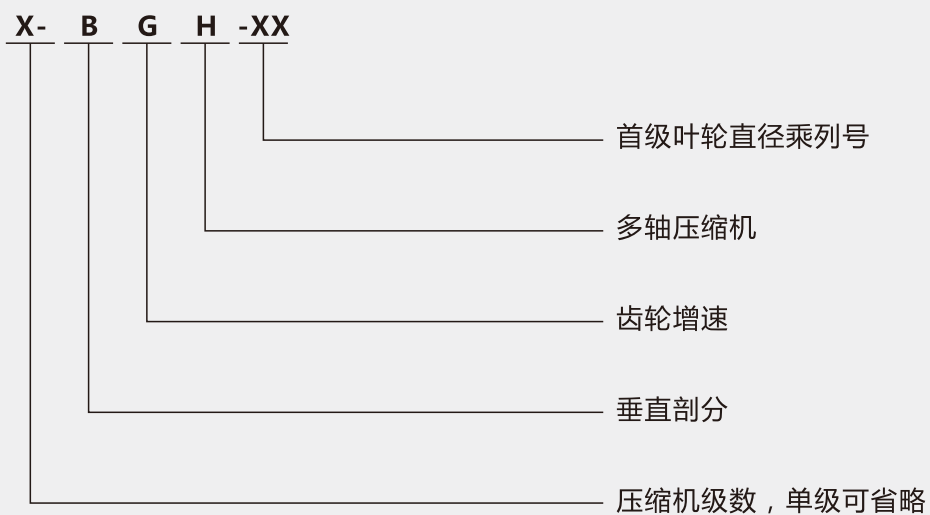 X- B G H -XX
首级叶轮直径乘列号
多轴压缩机
齿轮增速
垂直剖分
压缩机级数，单级可省略